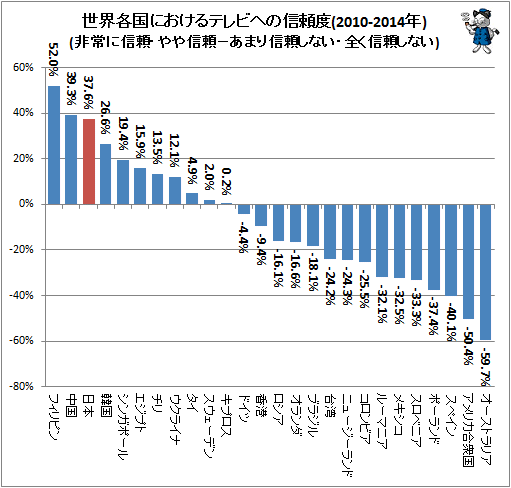 世界各国におけるテレビへの信頼度(2010-2014年)
(非常に信頼・やや信頼－あまり信頼しない・全く信頼しない)
60%
40%
20%
0%
-20%
-40%
-60%
-80%
52.0%
39.3%
37.6%
26.6%
19.4%
15.9%
13.5%
12.1%
4.9%
2.0%
0.2%
-4.4%
-9.4%
-16.1%
-16.6%
-18.1%
-24.2%
-24.3%
-25.5%
-32.1%
-32.5%
-33.3%
-37.4%
-40.1%
-50.4%
-59.7%
フィリピン
中国
日本
韓国
シンガポール
エジプト
チリ
ウクライナ
タイ
スウェーデン
キプロス
ドイツ
香港
ロシア
オランダ
ブラジル
台湾
ニュージーランド
コロンビア
ルーマニア
メキシコ
スロベニア
ポーランド
スペイン
アメリカ合衆国
オーストラリア